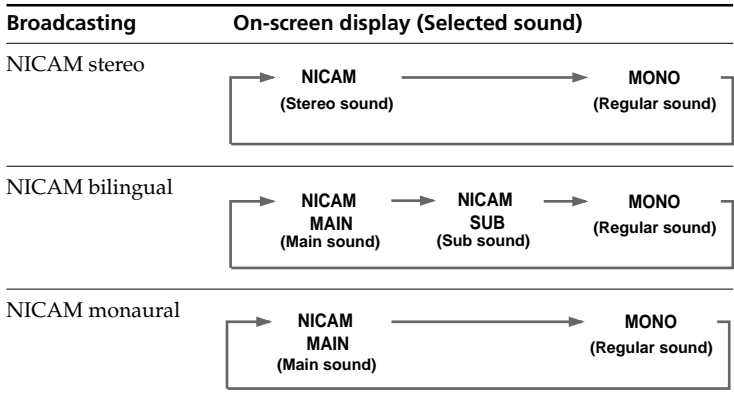 Broadcasting On-screen display (Selected sound)
NICAM stereo
NICAM MONO
(Stereo sound) (Regular sound)
NICAM bilingual
NICAM NICAM MONO
MAIN SUB
(Main sound) (Sub sound) (Regular sound)
NICAM monaural
NICAM MONO
MAIN
(Main sound) (Regular sound)